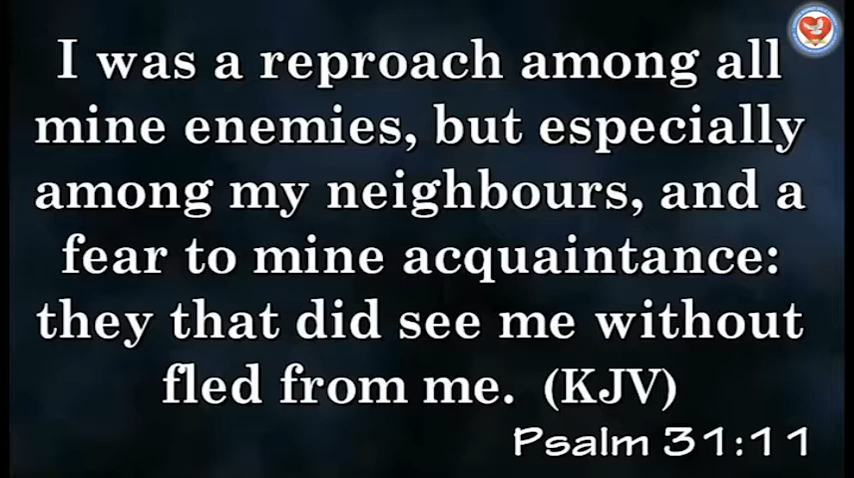 I was a reproach among all
mine enemies, but especially
among my neighbours, and a
fear to mine acquaintance:
they that did see me without
fled from me. (KJV)
Psalm 31:11